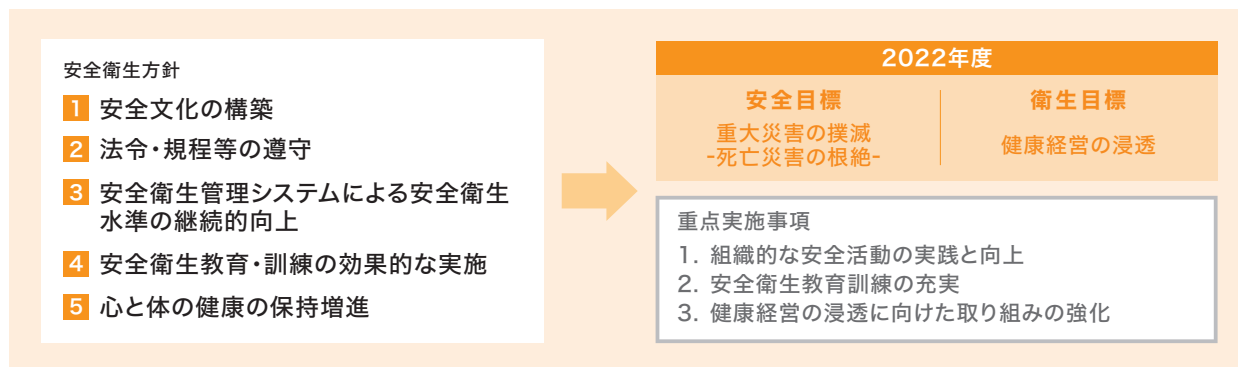 安全衛生方針
1 安全文化の構築
2 法令・規程等の遵守
3 安全衛生管理システムによる安全衛生
水準の継続的向上
4 安全衛生教育・訓練の効果的な実施
5 心と体の健康の保持増進
2022年度
安全目標
重大災害の撲滅
-死亡災害の根絶-
衛生目標
健康経営の浸透
重点実施事項
1. 組織的な安全活動の実践と向上
2. 安全衛生教育訓練の充実
3. 健康経営の浸透に向けた取り組みの強化